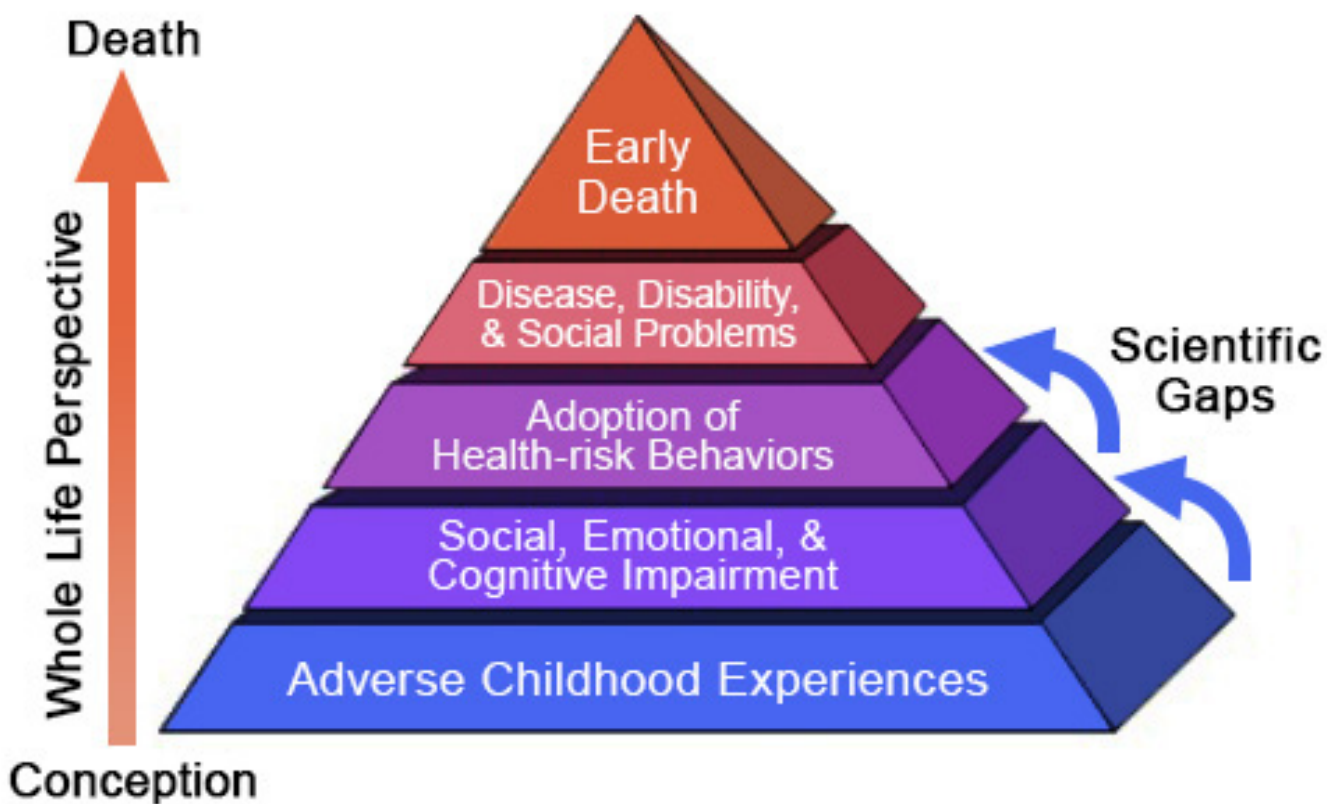 Death
Whole Life Perspective
Conception
Early
Death
Disease, Disability,
& Social Problems
Adoption of
Health-risk Behaviors
Social, Emotional, &
Cognitive Impairment
Adverse Childhood Experiences
Scientific
Gaps